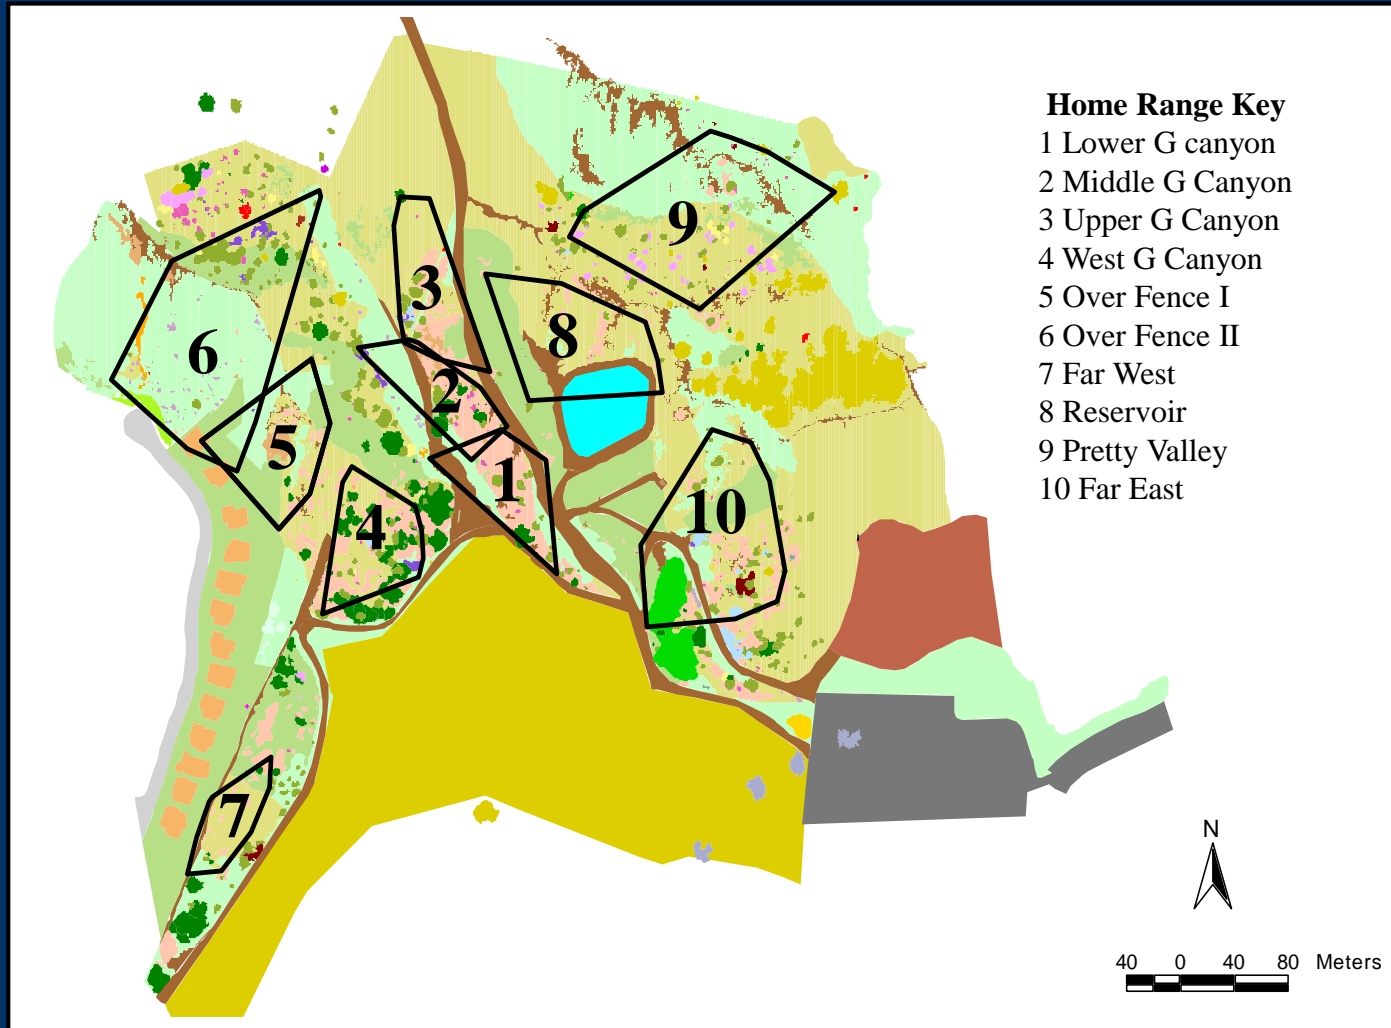 Home Range Key
1 Lower G canyon
2 Middle G Canyon
3 Upper G Canyon
4 West G Canyon
5 Over Fence I
6 Over Fence II
7 Far West
8 Reservoir
9 Pretty Valley
10 Far East
9
3
8
6
2
5
1
10
4
7
N
40 0 40 80 Meters